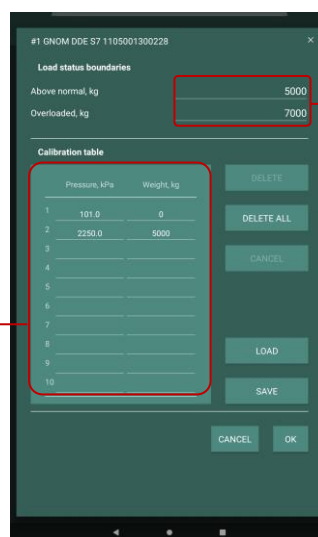 #1 GNOM DDE S7 1105001300228 ×
Load status boundaries
Above normal, kg 5000
Overloaded, kg 7000
Calibration table
Pressure, kPa Weight, kg
1 101.0 0
2 2250.0 5000
3
4
5
6
7
8
9
10
DELETE
DELETE ALL
CANCEL
LOAD
SAVE
CANCEL OK